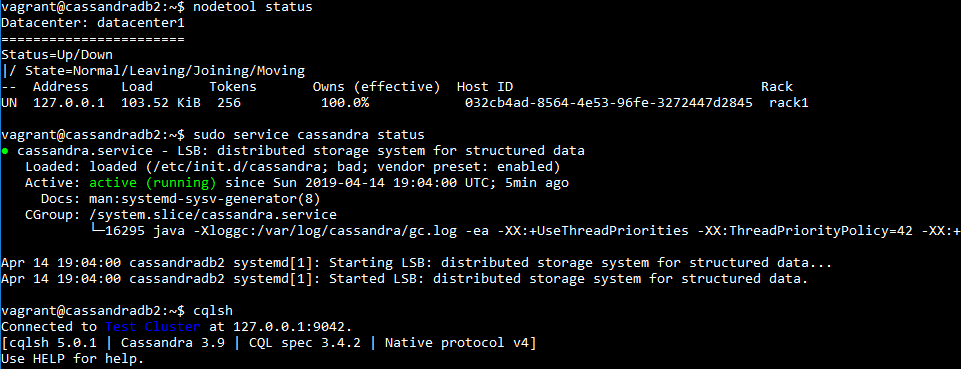 vagrant@cassandradb2:~$ nodetool status
Datacenter: datacenter1
=======================
Status=Up/Down
|/ State=Normal/Leaving/Joining/Moving
--  Address    Load       Tokens       Owns (effective)  Host ID                               Rack
UN  127.0.0.1  103.52 KiB  256          100.0%            032cb4ad-8564-4e53-96fe-3272447d2845  rack1
vagrant@cassandradb2:~$ sudo service cassandra status
● cassandra.service - LSB: distributed storage system for structured data
   Loaded: loaded (/etc/init.d/cassandra; bad; vendor preset: enabled)
   Active: active (running) since Sun 2019-04-14 19:04:00 UTC; 5min ago
     Docs: man:systemd-sysv-generator(8)
   CGroup: /system.slice/cassandra.service
           └─16295 java -Xloggc:/var/log/cassandra/gc.log -ea -XX:+UseThreadPriorities -XX:ThreadPriorityPolicy=42 -XX:+
Apr 14 19:04:00 cassandradb2 systemd[1]: Starting LSB: distributed storage system for structured data...
Apr 14 19:04:00 cassandradb2 systemd[1]: Started LSB: distributed storage system for structured data.
vagrant@cassandradb2:~$ cqlsh
Connected to Test Cluster at 127.0.0.1:9042.
[cqlsh 5.0.1 | Cassandra 3.9 | CQL spec 3.4.2 | Native protocol v4]
Use HELP for help.